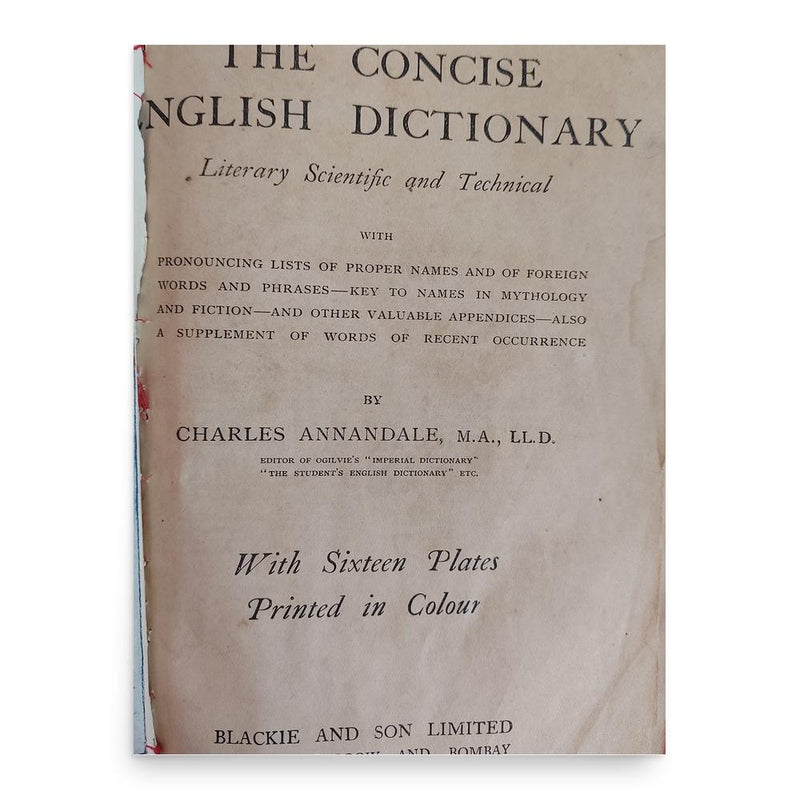 THE CONCISE
ENGLISH DICTIONARY
Literary Scientific and Technical
WITH
PRONOUNCING LISTS OF PROPER NAMES AND OF FOREIGN
WORDS AND PHRASES—KEY TO NAMES IN MYTHOLOGY
AND FICTION—AND OTHER VALUABLE APPENDICES—ALSO
A SUPPLEMENT OF WORDS OF RECENT OCCURRENCE
BY
CHARLES ANNANDALE, M.A., LL.D.
EDITOR OF OGILVIE'S "IMPERIAL DICTIONARY"
"THE STUDENT'S ENGLISH DICTIONARY" ETC.
With Sixteen Plates
Printed in Colour
BLACKIE AND SON LIMITED
AND BOMBAY